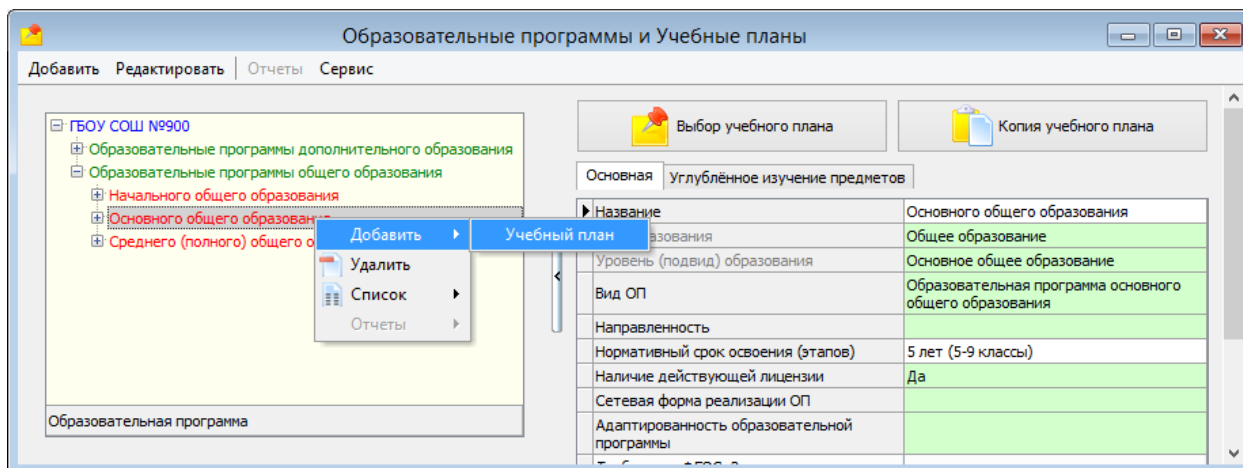 Образовательные программы и Учебные планы
Добавить Редактировать Отчеты Сервис
ГБОУ СОШ №900
Образовательные программы дополнительного образования
Образовательные программы общего образования
Начального общего образования
Основного общего образования
Среднего (полного) общего о
Образовательная программа
Добавить
Удалить
Список
Отчеты
Учебный план
Выбор учебного плана
Копия учебного плана
Основная Углублённое изучение предметов
Название Основного общего образования
азования Общее образование
Уровень (подвид) образования Основное общее образование
Вид ОП Образовательная программа основного
общего образования
Направленность
Нормативный срок освоения (этапов) 5 лет (5-9 классы)
Наличие действующей лицензии Да
Сетевая форма реализации ОП
Адаптированность образовательной
программы